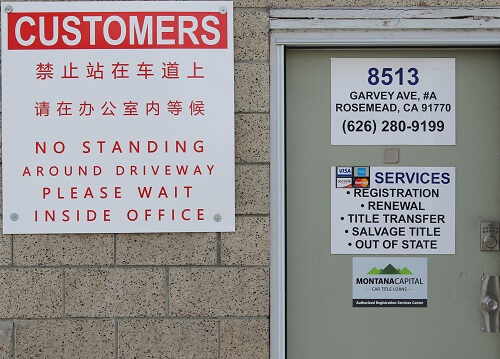 CUSTOMERS
禁止站在车道上
请在办公室内等候
NO STANDING
AROUND DRIVEWAY
PLEASE WAIT
INSIDE OFFICE
8513
GARVEY AVE, #A
ROSEMEAD, CA 91770
(626) 280-9199
VISA
DISCOVER
SERVICES
• REGISTRATION
• RENEWAL
• TITLE TRANSFER
• SALVAGE TITLE
• OUT OF STATE
MONTANACAPITAL
CAR TITLE LOANS
Authorized Registration Services Center